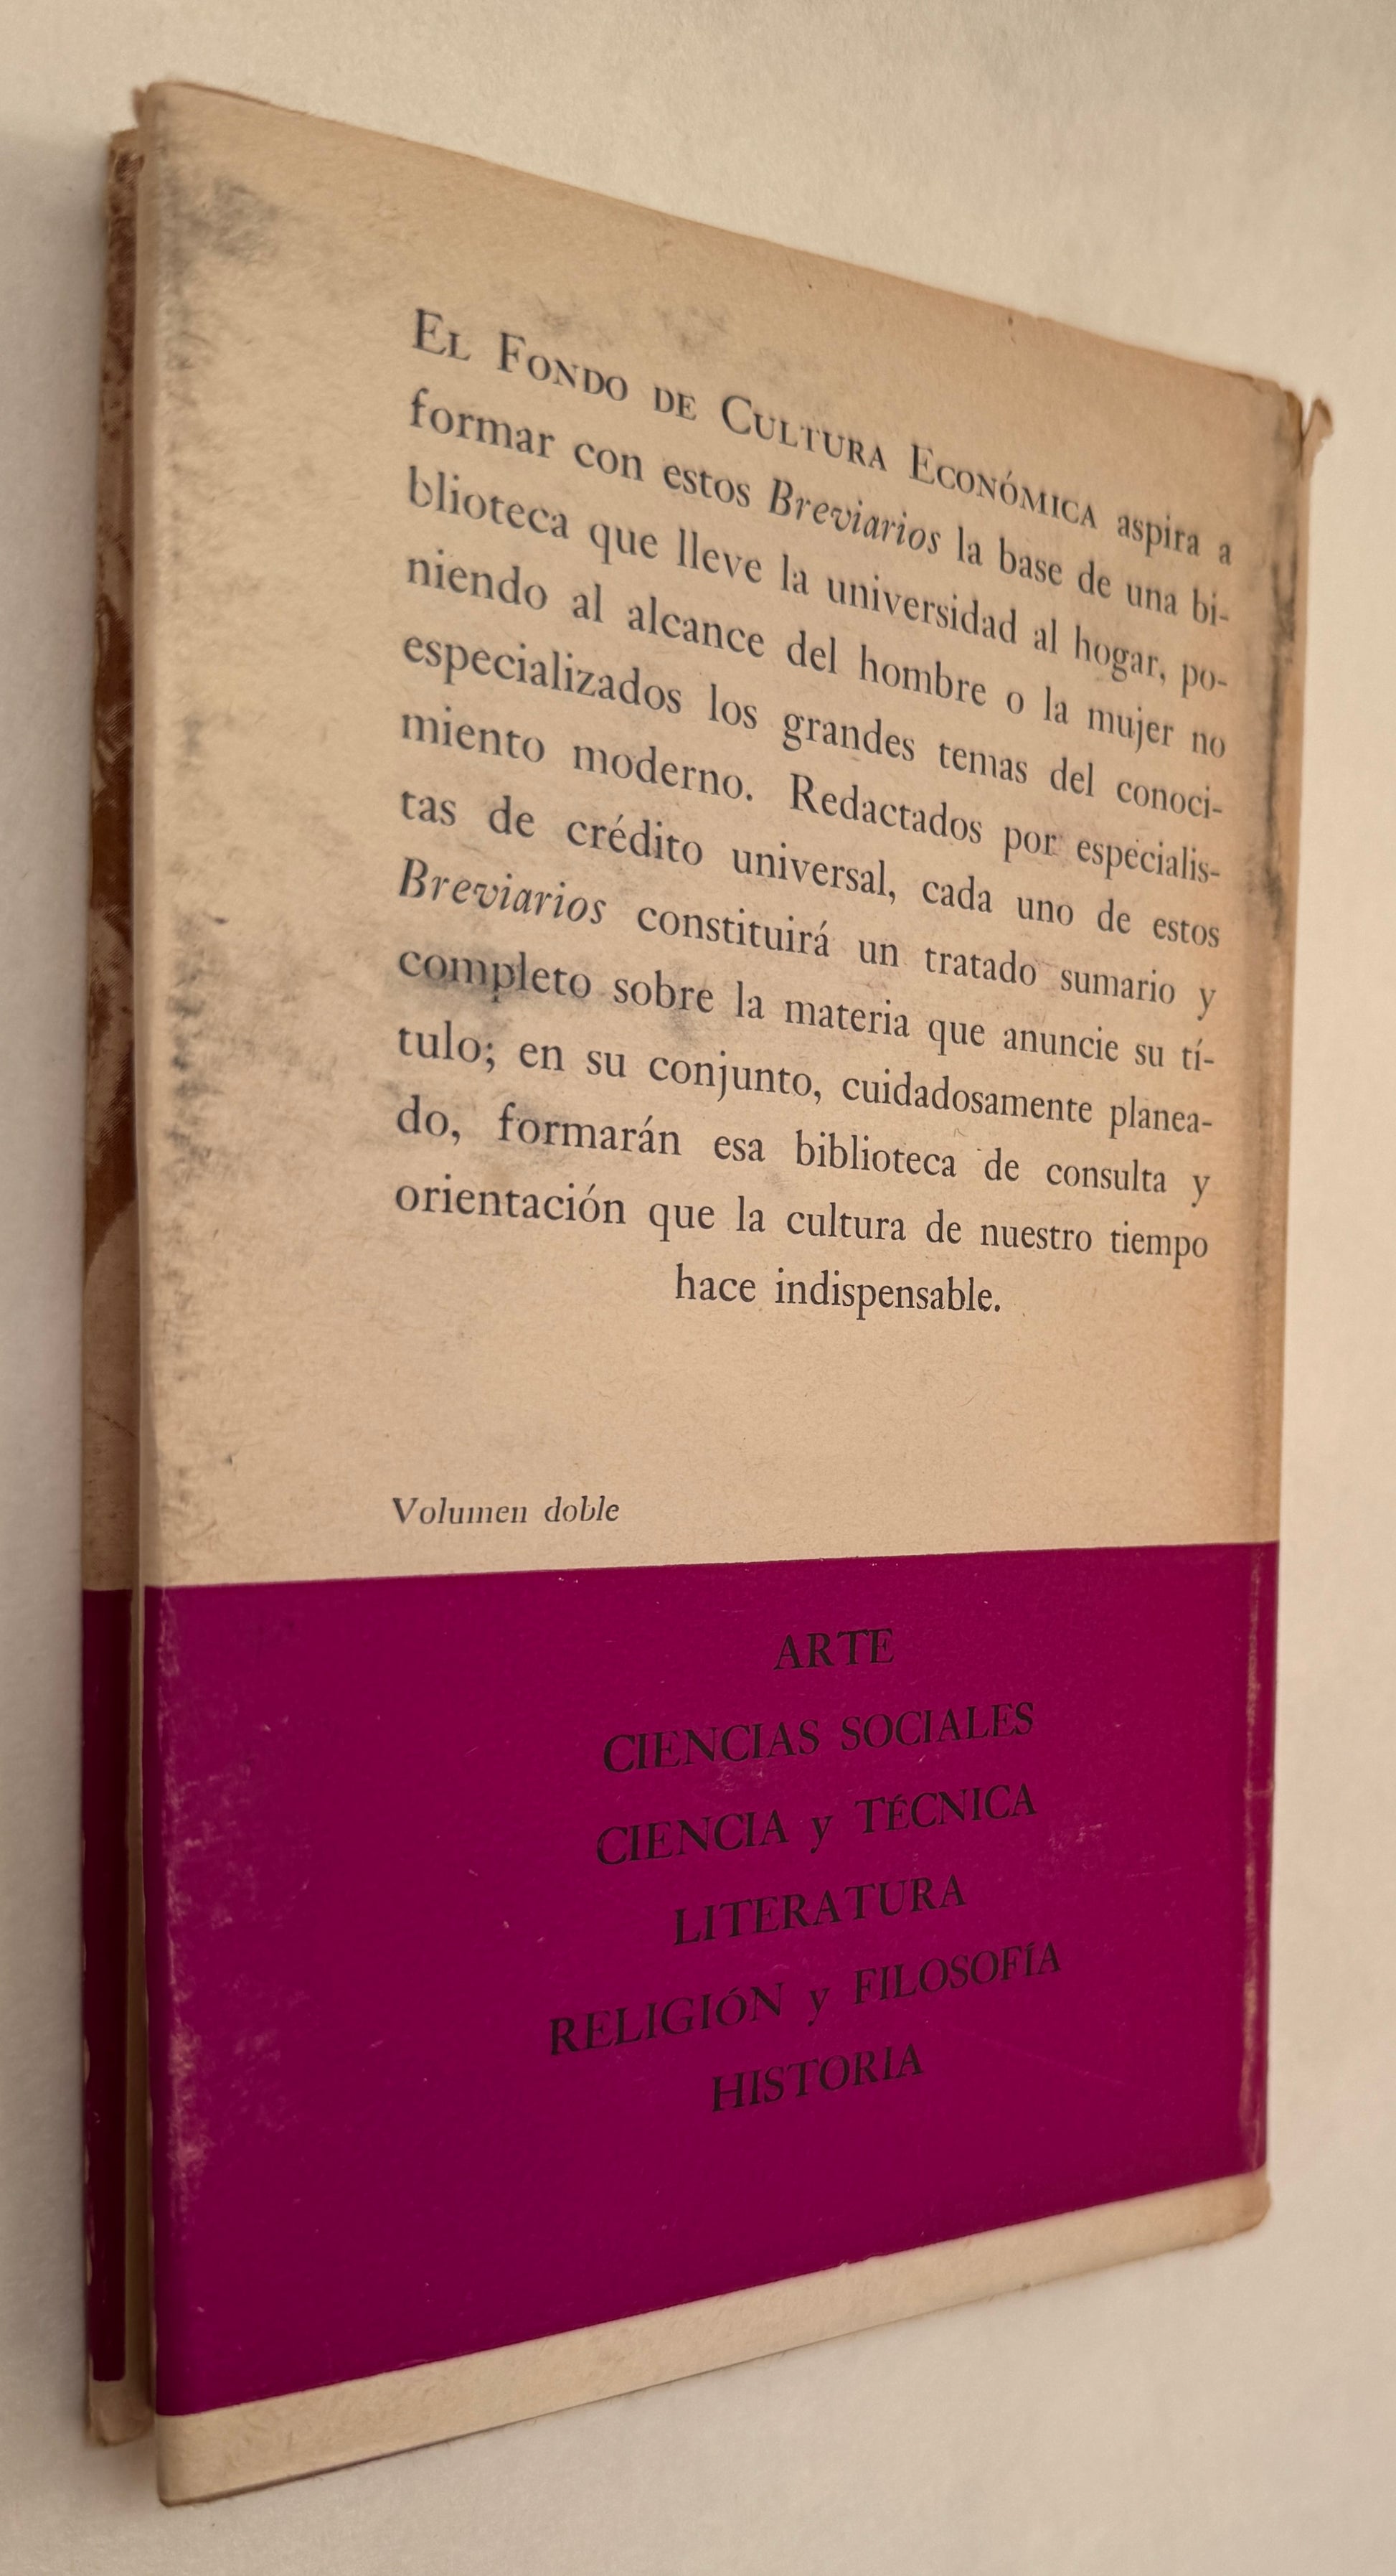 EL FONDO DE CULTURA ECONÓMICA aspira a
formar con estos Breviarios la base de una bi-
blioteca que lleve la universidad al hogar, po-
niendo al alcance del hombre o la mujer no
especializados los grandes temas del conoci-
miento moderno. Redactados por especialis-
tas de crédito universal, cada uno de estos
Breviarios constituirá un tratado sumario y
completo sobre la materia que anuncie su tí-
tulo; en su conjunto, cuidadosamente planea-
do, formarán esa biblioteca de consulta y
orientación que la cultura de nuestro tiempo
hace indispensable.
Volumen doble
ARTE
CIENCIAS SOCIALES
CIENCIA y TÉCNICA
LITERATURA
RELIGIÓN y FILOSOFÍA
HISTORIA